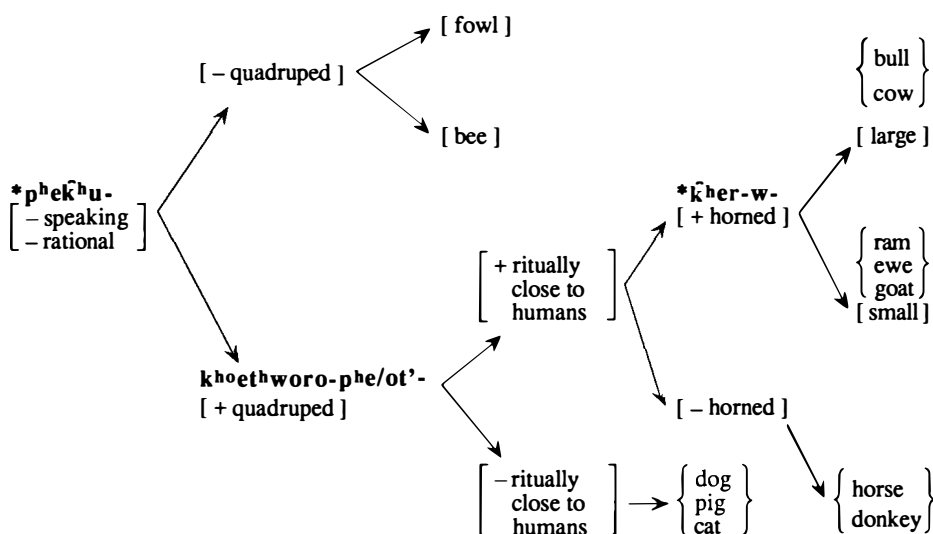 [ fowl ]
[ – quadruped ]
[ bee ]
{ bull
cow }
[ large ]
*pʰek̂ʰu-
[ – speaking
– rational ]
*k̂ʰer-w-
[ + horned ]
{ ram
ewe
goat }
[ small ]
[ + ritually
close to
humans ]
kʰoetʰworo-pʰe/ot’-
[ + quadruped ]
[ – horned ]
[ – ritually
close to
humans ]
{ dog
pig
cat }
{ horse
donkey }